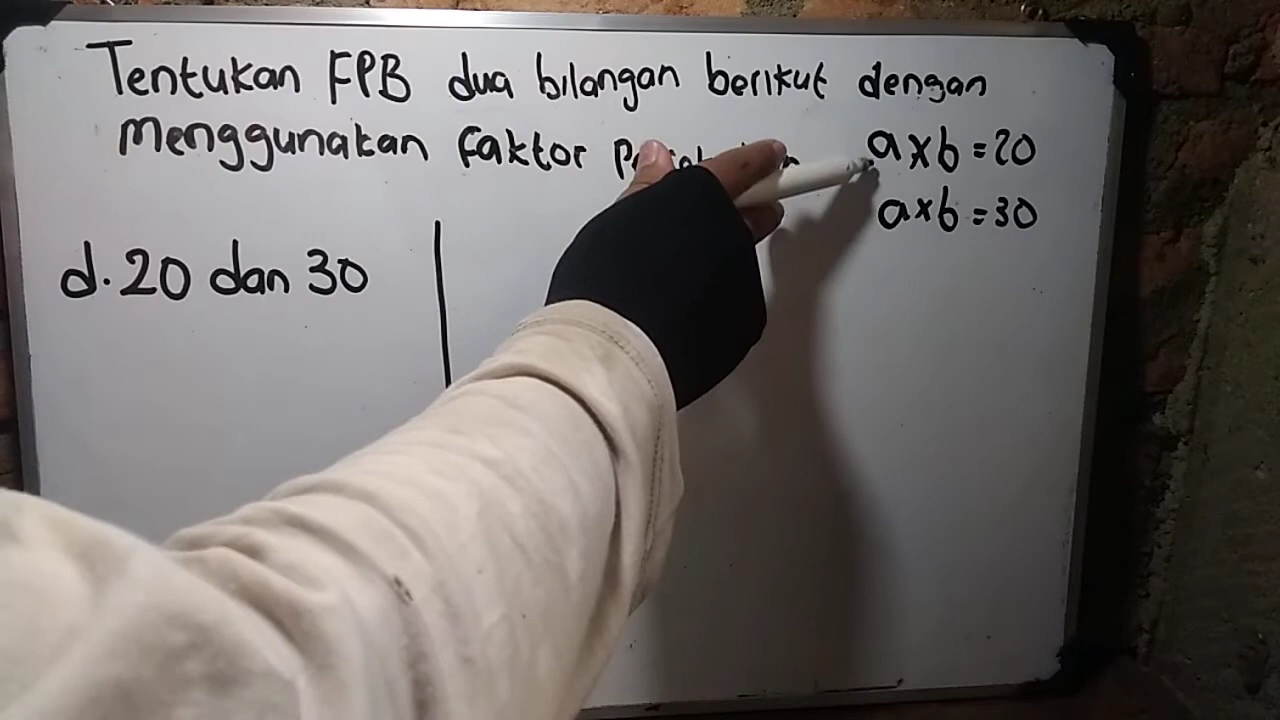 Tentukan FPB dua bilangan berikut dengan
menggunakan faktor
a x b = 20
a x b = 30
d. 20 dan 30